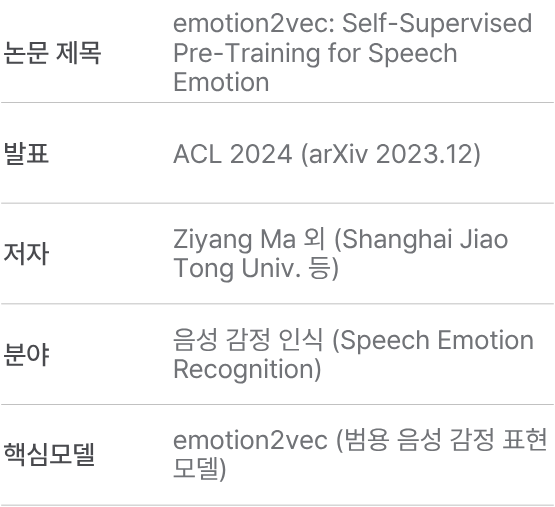 논문 제목
emotion2vec: Self-Supervised
Pre-Training for Speech
Emotion
발표
ACL 2024 (arXiv 2023.12)
저자
Ziyang Ma 외 (Shanghai Jiao
Tong Univ. 등)
분야
음성 감정 인식 (Speech Emotion
Recognition)
핵심모델
emotion2vec (범용 음성 감정 표현
모델)